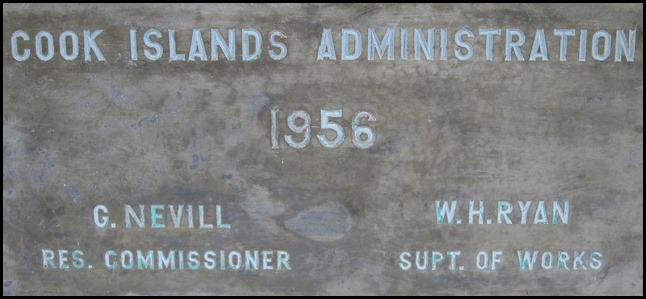 COOK ISLANDS ADMINISTRATION
1956
G. NEVILL
RES. COMMISSIONER
W.H.RYAN
SUPT. OF WORKS